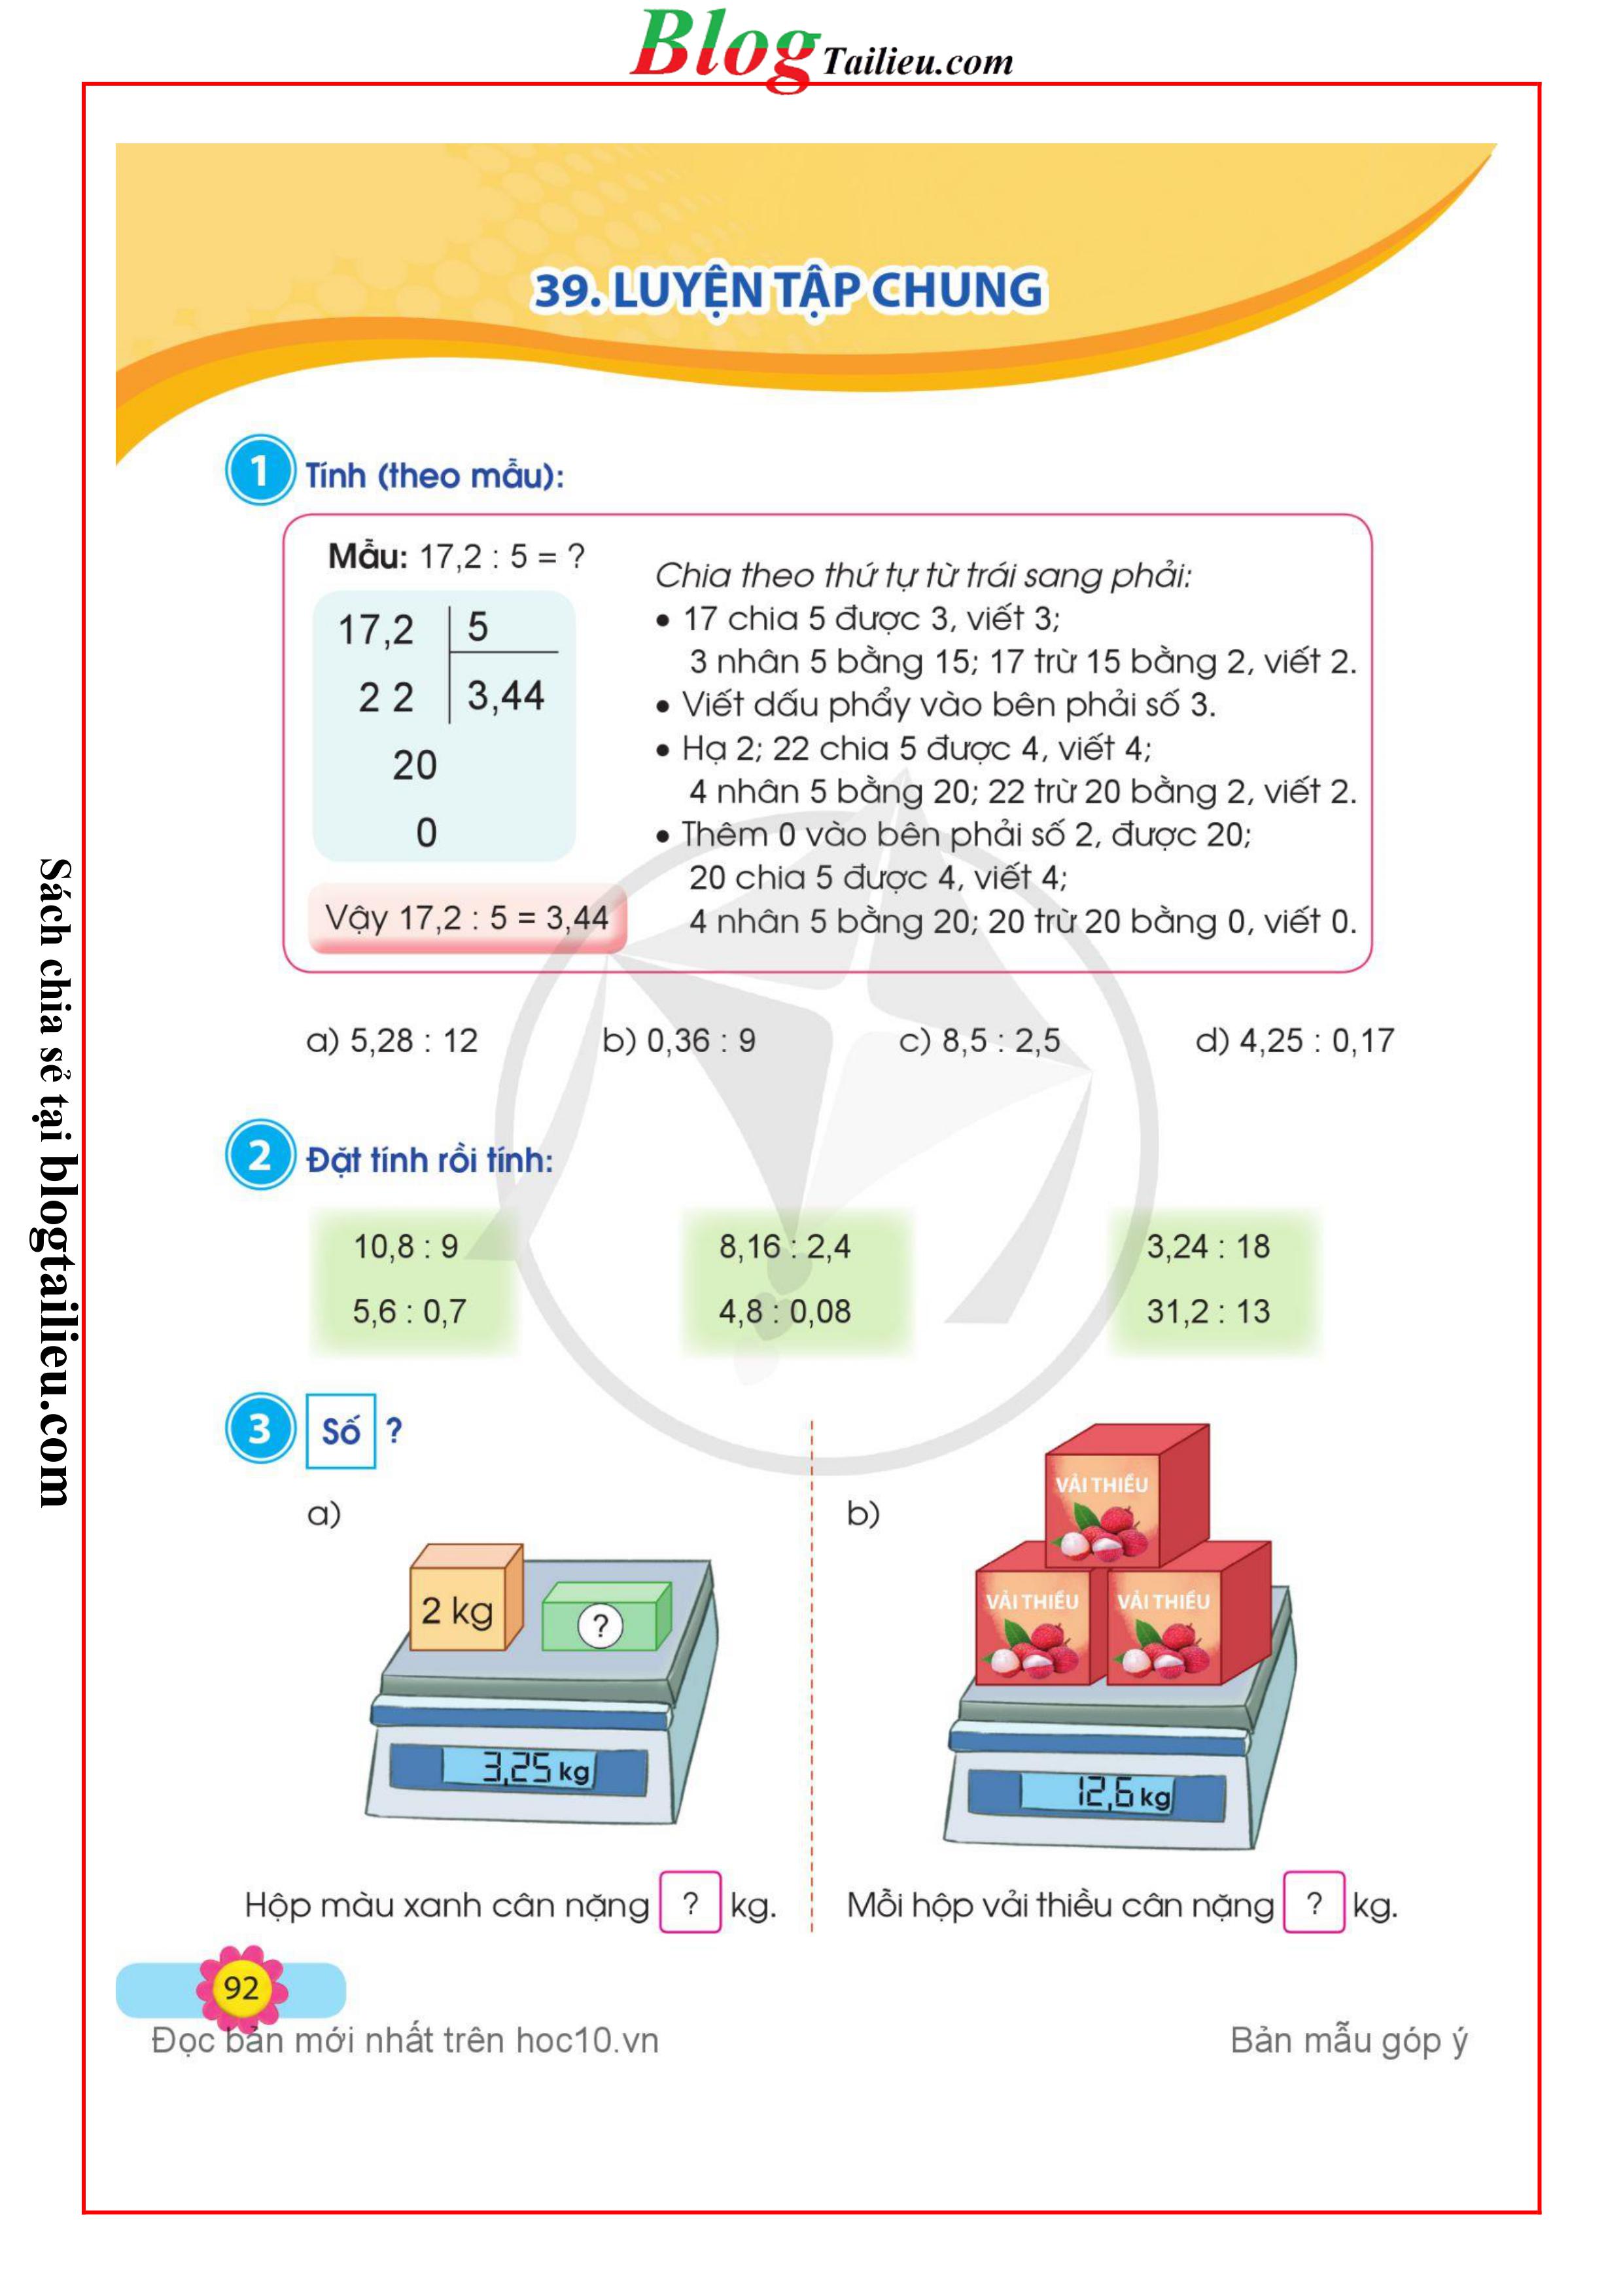 Blog Tailieu.com
39. LUYỆN TẬP CHUNG
1 Tính (theo mẫu):
Mẫu: 17,2 : 5 = ?
17,2 5
2 2 3,44
20
0
Vậy 17,2 : 5 = 3,44
Chia theo thứ tự từ trái sang phải:
• 17 chia 5 được 3, viết 3;
3 nhân 5 bằng 15; 17 trừ 15 bằng 2, viết 2.
• Viết dấu phẩy vào bên phải số 3.
• Hạ 2; 22 chia 5 được 4, viết 4;
4 nhân 5 bằng 20; 22 trừ 20 bằng 2, viết 2.
• Thêm 0 vào bên phải số 2, được 20;
20 chia 5 được 4, viết 4;
4 nhân 5 bằng 20; 20 trừ 20 bằng 0, viết 0.
a) 5,28 : 12 b) 0,36 : 9 c) 8,5 : 2,5 d) 4,25 : 0,17
2 Đặt tính rồi tính:
10,8 : 9 8,16 : 2,4 3,24 : 18
5,6 : 0,7 4,8 : 0,08 31,2 : 13
3 Số ?
a)
2 kg
?
3,25 kg
Hộp màu xanh cân nặng ? kg.
b)
VẢI THIỀU
VẢI THIỀU VẢI THIỀU
12,6 kg
Mỗi hộp vải thiều cân nặng ? kg.
92
Đọc bản mới nhất trên hoc10.vn Bản mẫu góp ý
Sách chia sẻ tại blogtailieu.com